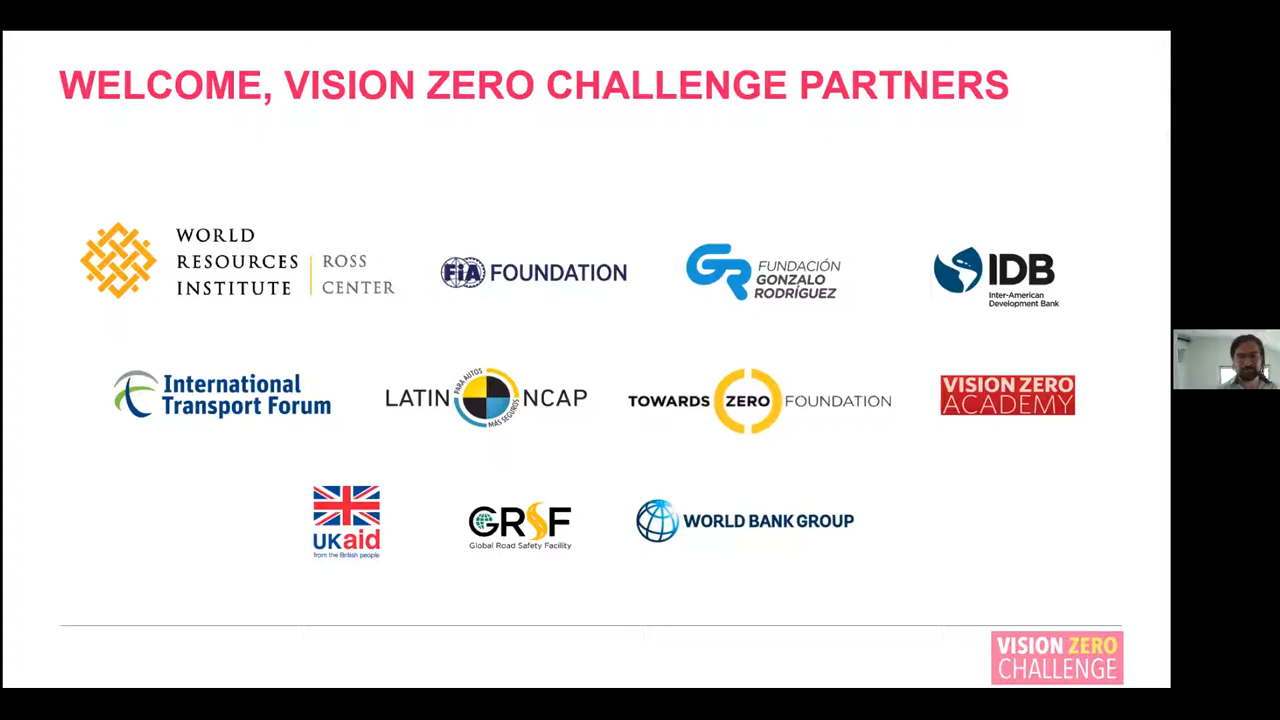 WELCOME, VISION ZERO CHALLENGE PARTNERS
WORLD
RESOURCES
INSTITUTE
ROSS
CENTER
FiA FOUNDATION
GR
FUNDACIÓN
GONZALO
RODRÍGUEZ
IDB
Inter-American
Development Bank
International
Transport Forum
LATIN NCAP
PARA AUTOS
MÁS SEGUROS
TOWARDS ZERO FOUNDATION
VISION ZERO
ACADEMY
UKaid
from the British people
GRSF
Global Road Safety Facility
WORLD BANK GROUP
VISION ZERO
CHALLENGE